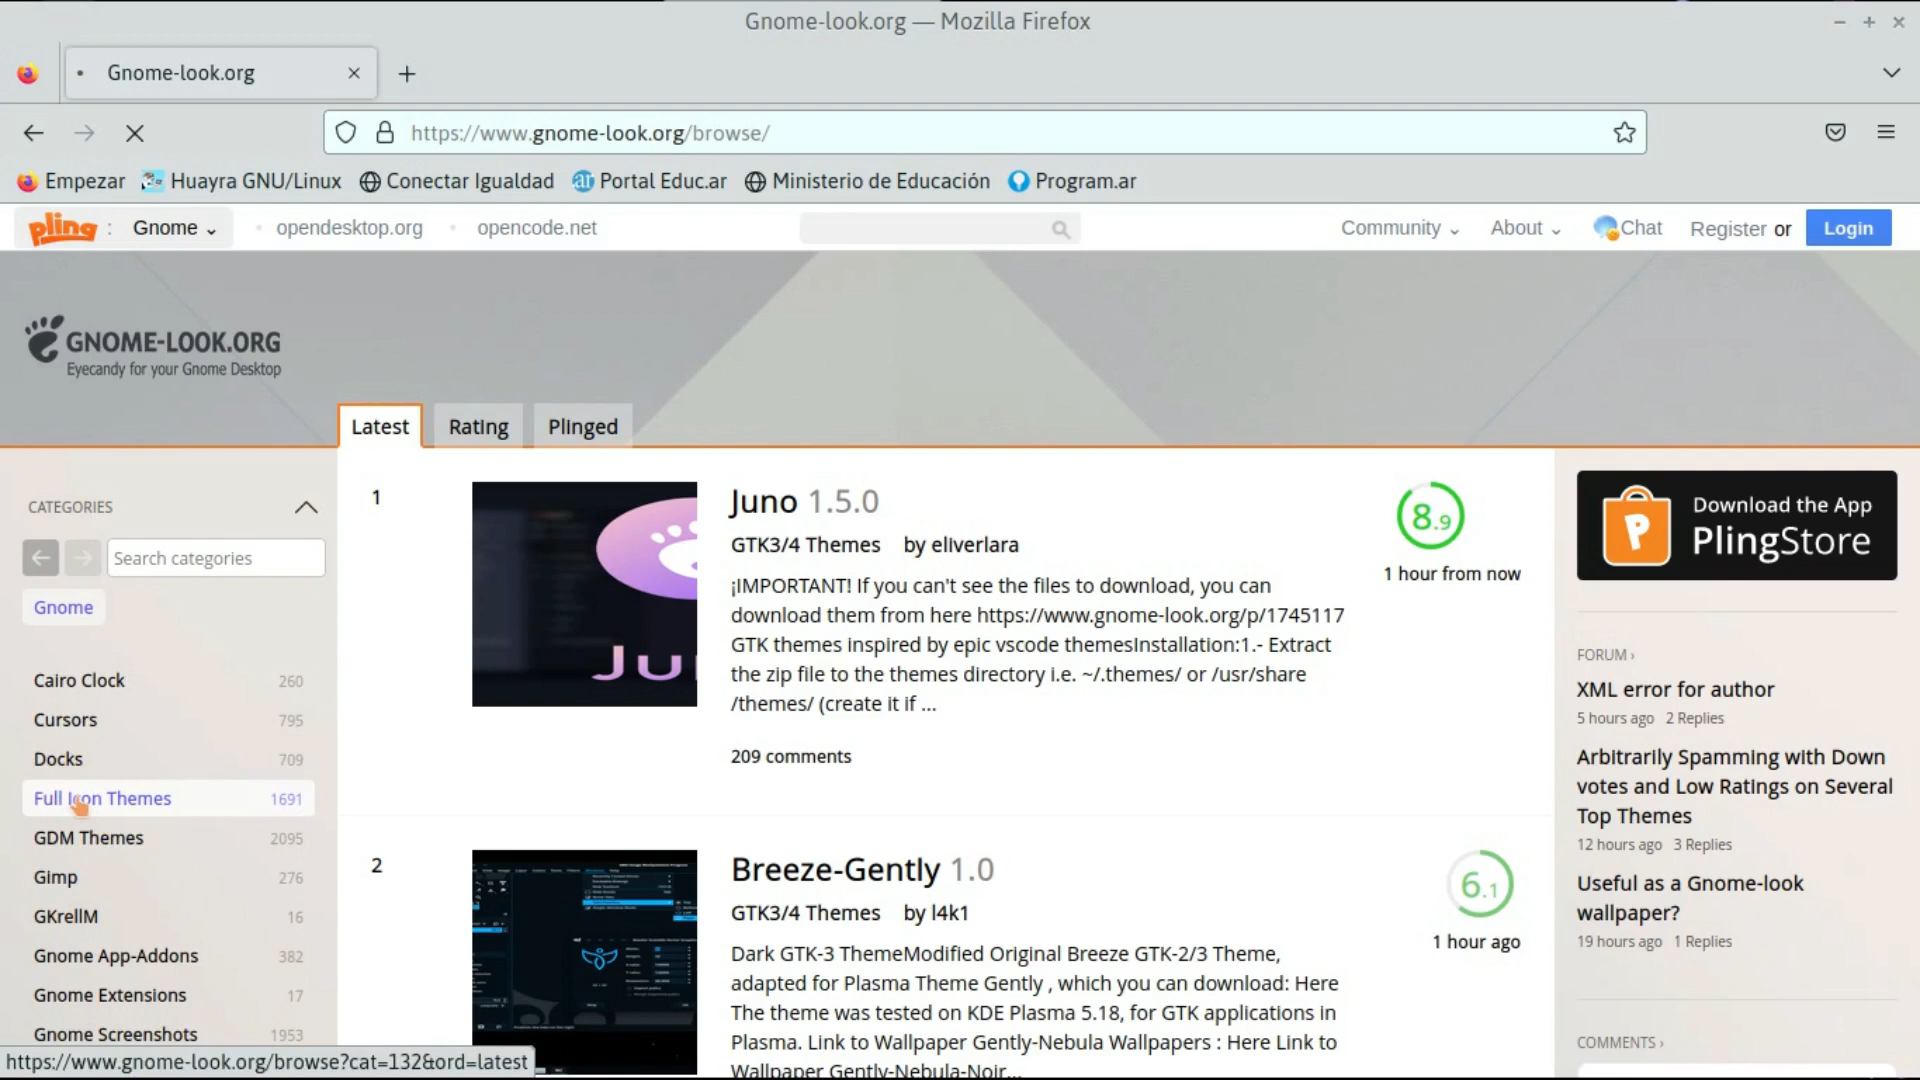 Gnome-look.org — Mozilla Firefox
Gnome-look.org
https://www.gnome-look.org/browse/
Empezar Huayra GNU/Linux Conectar Igualdad Portal Educ.ar Ministerio de Educación Program.ar
pling : Gnome opendesktop.org opencode.net Community About Chat Register or Login
GNOME-LOOK.ORG
Eyecandy for your Gnome Desktop
Latest Rating Plinged
CATEGORIES
Search categories
Gnome
Cairo Clock 260
Cursors 795
Docks 709
Full Icon Themes 1691
GDM Themes 2095
Gimp 276
GKrellM 16
Gnome App-Addons 382
Gnome Extensions 17
Gnome Screenshots 1953
https://www.gnome-look.org/browse?cat=132&ord=latest
1
Jun
Juno 1.5.0
GTK3/4 Themes by eliverlara
¡IMPORTANT! If you can't see the files to download, you can
download them from here https://www.gnome-look.org/p/1745117
GTK themes inspired by epic vscode themesInstallation:1.- Extract
the zip file to the themes directory i.e. ~/.themes/ or /usr/share
/themes/ (create it if ...
209 comments
8.9
1 hour from now
2
Breeze-Gently 1.0
GTK3/4 Themes by l4k1
Dark GTK-3 ThemeModified Original Breeze GTK-2/3 Theme,
adapted for Plasma Theme Gently , which you can download: Here
The theme was tested on KDE Plasma 5.18, for GTK applications in
Plasma. Link to Wallpaper Gently-Nebula Wallpapers : Here Link to
Wallpaper Gently-Nebula-Noir...
6.1
1 hour ago
Download the App
PlingStore
FORUM ›
XML error for author
5 hours ago 2 Replies
Arbitrarily Spamming with Down
votes and Low Ratings on Several
Top Themes
12 hours ago 3 Replies
Useful as a Gnome-look
wallpaper?
19 hours ago 1 Replies
COMMENTS ›